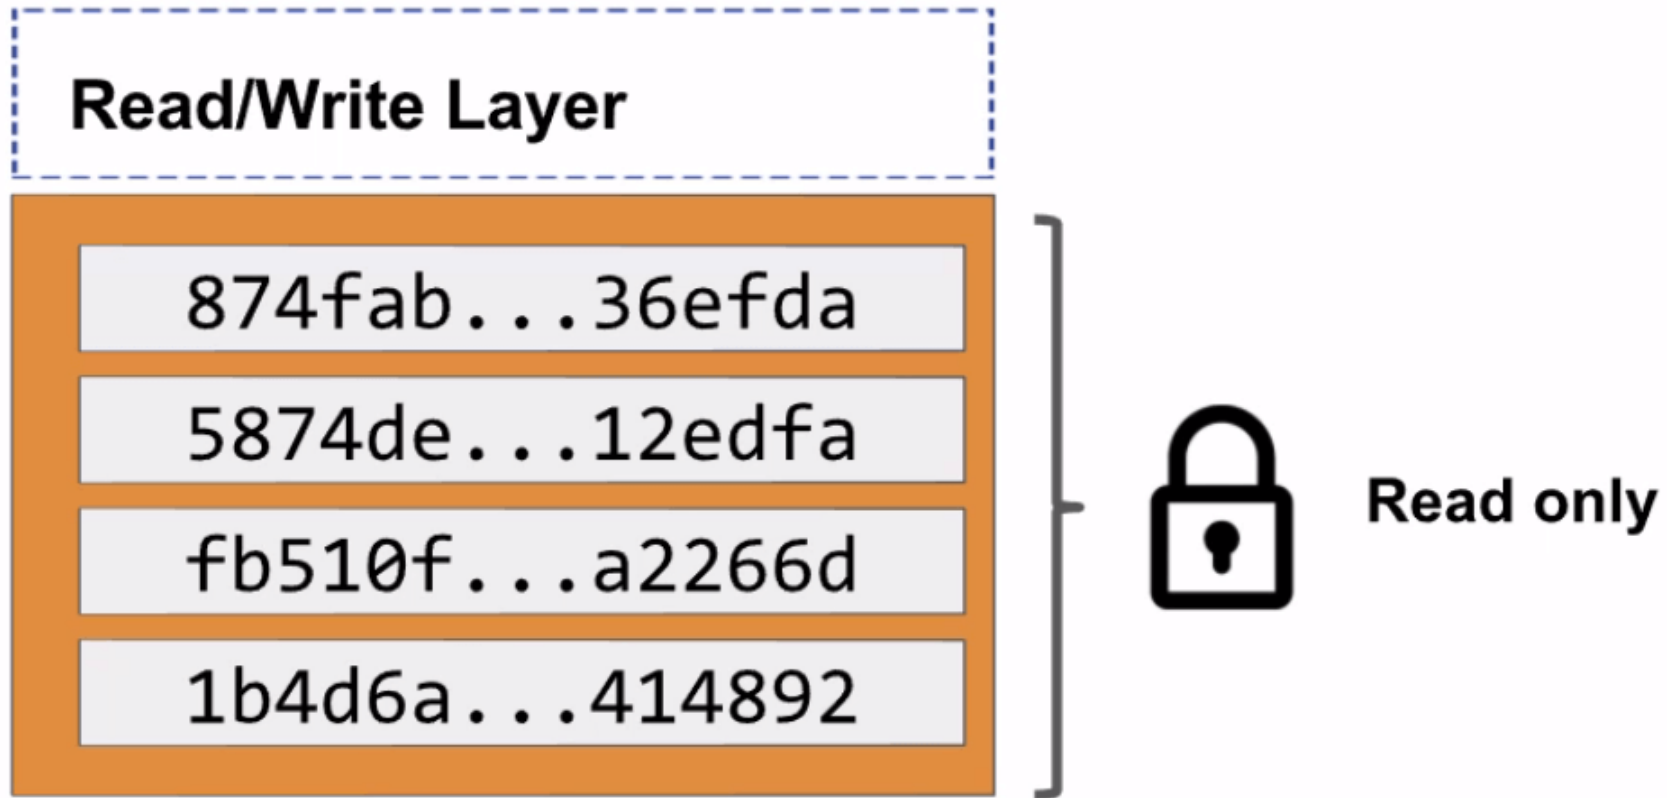 Read/Write Layer
874fab...36efda
5874de...12edfa
fb510f...a2266d
1b4d6a...414892
Read only